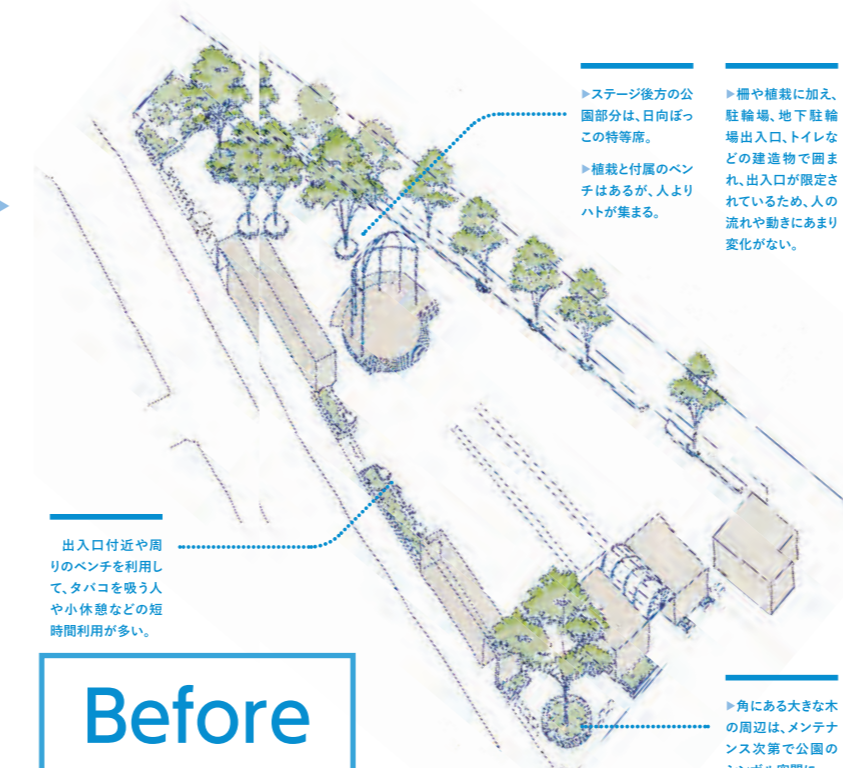 ▶ステージ後方の公
園部分は、日向ぼっ
この特等席。
▶植栽と付属のベン
チはあるが、人より
ハトが集まる。
▶柵や植栽に加え、
駐輪場、地下駐輪
場出入口、トイレな
どの建造物で囲ま
れ、出入口が限定さ
れているため、人の
流れや動きにあまり
変化がない。
出入口付近や周
りのベンチを利用し
て、タバコを吸う人
や小休憩などの短
時間利用が多い。
Before
▶角にある大きな木
の周辺は、メンテナ
ンス次第で公園の